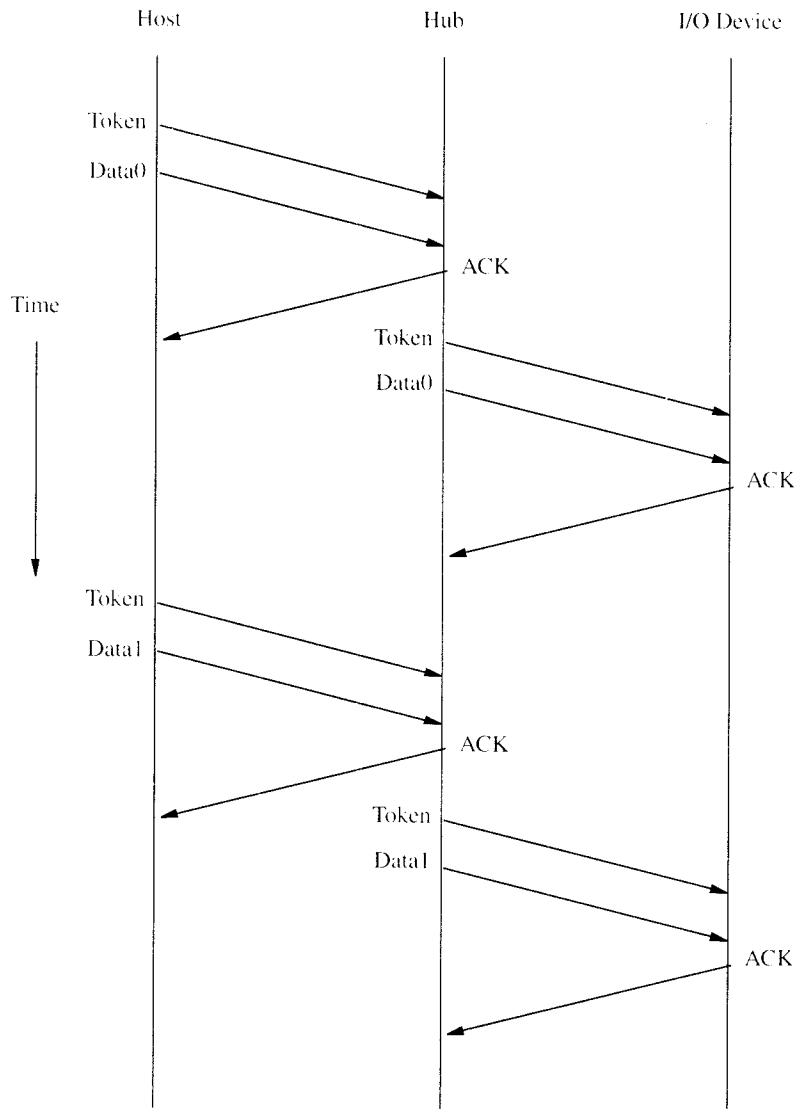 Host Hub I/O Device
Token
Data0
ACK
Time
Token
Data0
ACK
Token
Data1
ACK
Token
Data1
ACK